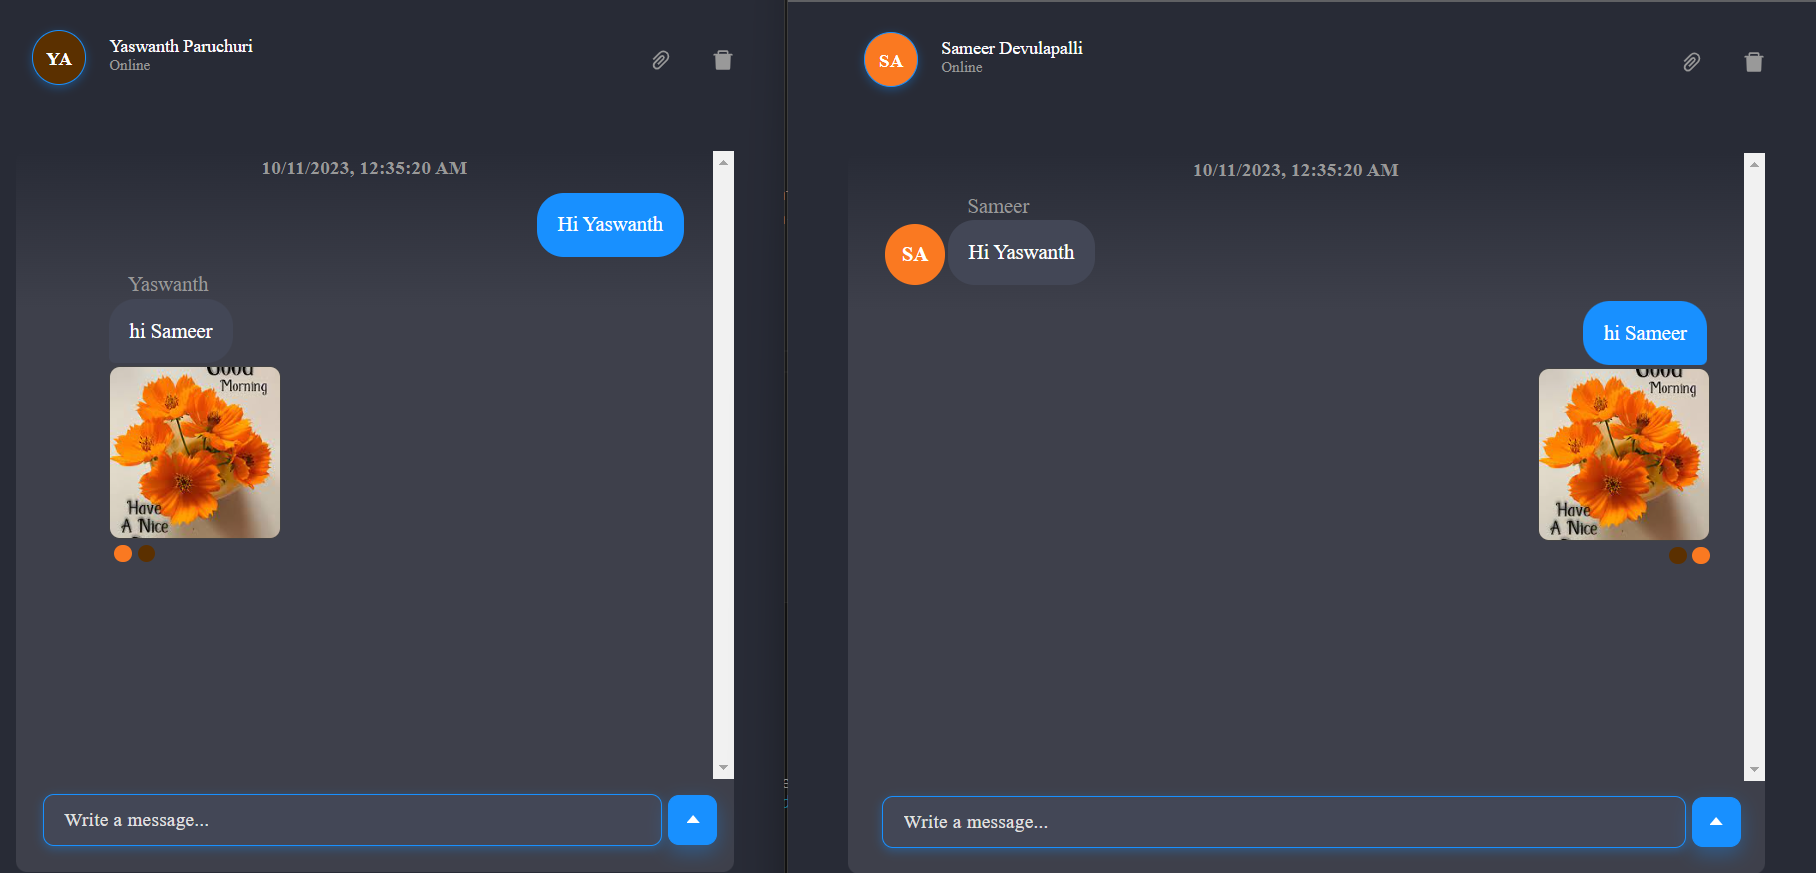 YA
Yaswanth Paruchuri
Online
10/11/2023, 12:35:20 AM
Hi Yaswanth
Yaswanth
hi Sameer
Good
Morning
Have
A Nice
Write a message...
SA
Sameer Devulapalli
Online
10/11/2023, 12:35:20 AM
Sameer
SA
Hi Yaswanth
hi Sameer
Good
Morning
Have
A Nice
Write a message...